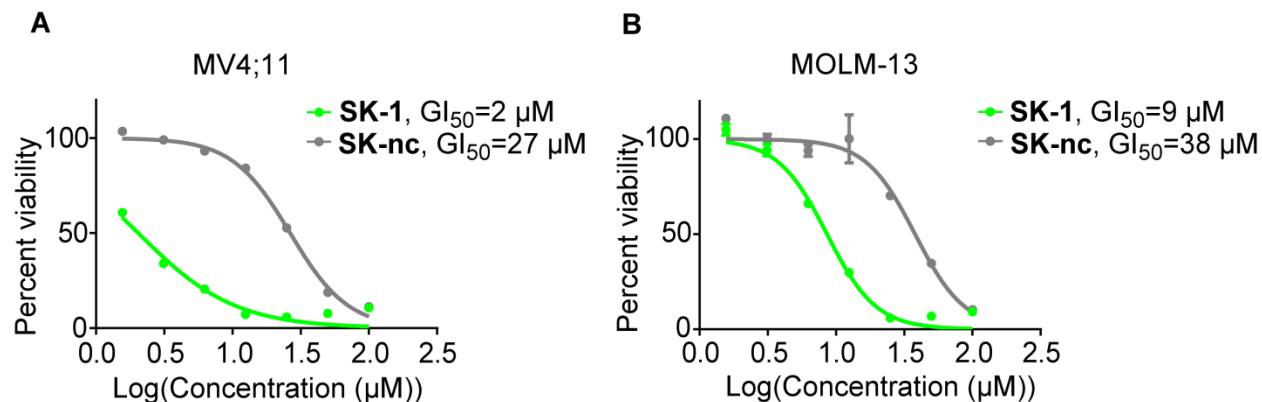 A
MV4;11
SK-1, GI50=2 µM
SK-nc, GI50=27 µM
Percent viability
100
50
0
0.0 0.5 1.0 1.5 2.0 2.5
Log(Concentration (µM))
B
MOLM-13
SK-1, GI50=9 µM
SK-nc, GI50=38 µM
Percent viability
100
50
0
0.0 0.5 1.0 1.5 2.0 2.5
Log(Concentration (µM))